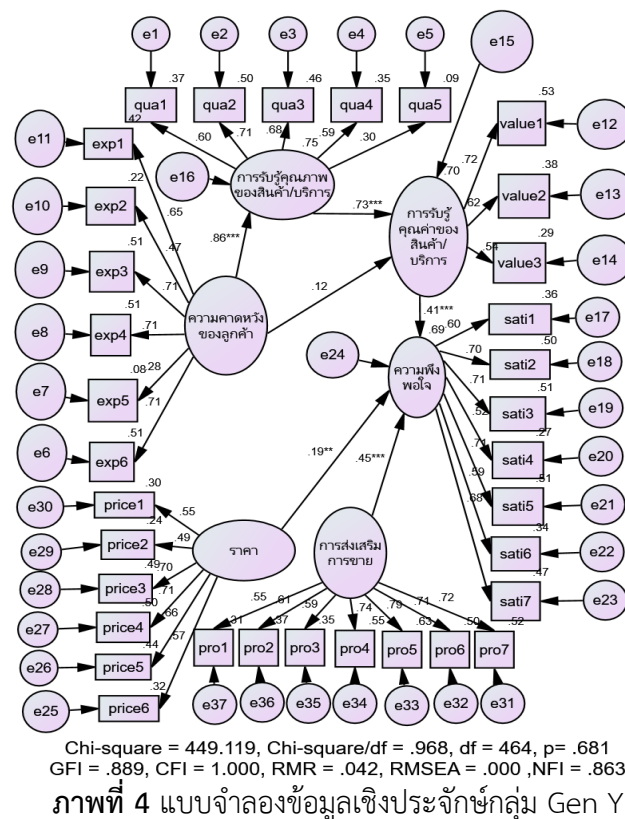 e1 e2 e3 e4 e5 e15
.37 .50 .46 .35 .09 .53
qua1 qua2 qua3 qua4 qua5 value1 e12
e11 exp1 .42
.60 .71 .68 .59 .30 .75 .70 .72
e16 การรับรู้คุณภาพ
ของสินค้า/บริการ
.38
value2 e13
e10 exp2 .22 .65 .62
การรับรู้
คุณค่าของ
สินค้า/
บริการ
.86*** .73*** .47
.29
value3 e14 .54
e9 exp3 .51 .71
.12
ความคาดหวัง
ของลูกค้า
e8 exp4 .51 .71
.41*** .69 .60 .36
sati1 e17
e24 ความพึง
พอใจ
.70 .50
sati2 e18
e7 exp5 .08 .28
.71 .51
sati3 e19
e6 exp6 .51 .71
.52 .71 .27
sati4 e20
.19** .45***
.59 .51
sati5 e21
e30 price1 .30 .55
.68 .34
sati6 e22
e29 price2 .24 .49
ราคา
การส่งเสริม
การขาย
e28 price3 .49 .70
.47
sati7 e23
e27 price4 .50 .71
.55 .61 .59 .74 .79 .71 .72
e26 price5 .44 .66
.31 .37 .35 .55 .63 .50 .52
pro1 pro2 pro3 pro4 pro5 pro6 pro7
e25 price6 .32 .57
e37 e36 e35 e34 e33 e32 e31
Chi-square = 449.119, Chi-square/df = .968, df = 464, p= .681
GFI = .889, CFI = 1.000, RMR = .042, RMSEA = .000 ,NFI = .863
ภาพที่ 4 แบบจำลองข้อมูลเชิงประจักษ์กลุ่ม Gen Y